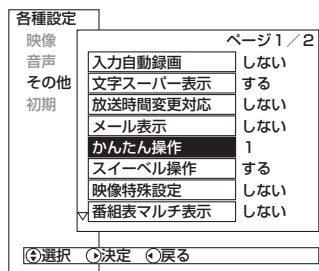 各種設定
映像
音声
その他
初期
ページ1／2
入力自動録画 しない
文字スーパー表示 する
放送時間変更対応 しない
メール表示 しない
かんたん操作 1
スイーベル操作 する
映像特殊設定 しない
番組表マルチ表示 しない
選択 決定 戻る